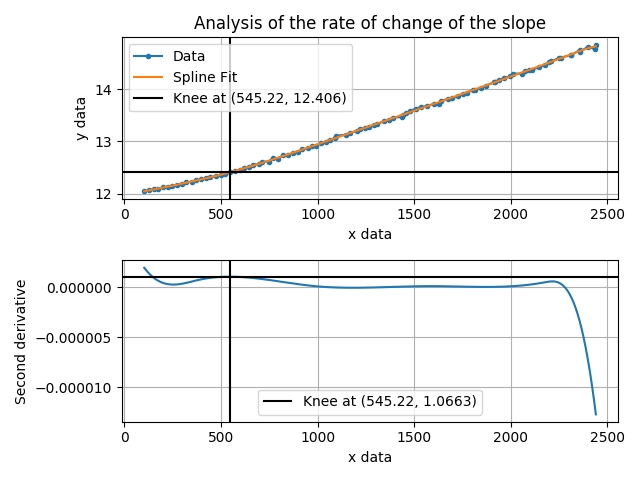 Analysis of the rate of change of the slope
Data
Spline Fit
Knee at (545.22, 12.406)
y data
14
13
12
0 500 1000 1500 2000 2500
x data
Second derivative
0.000000
−0.000005
−0.000010
Knee at (545.22, 1.0663)
0 500 1000 1500 2000 2500
x data